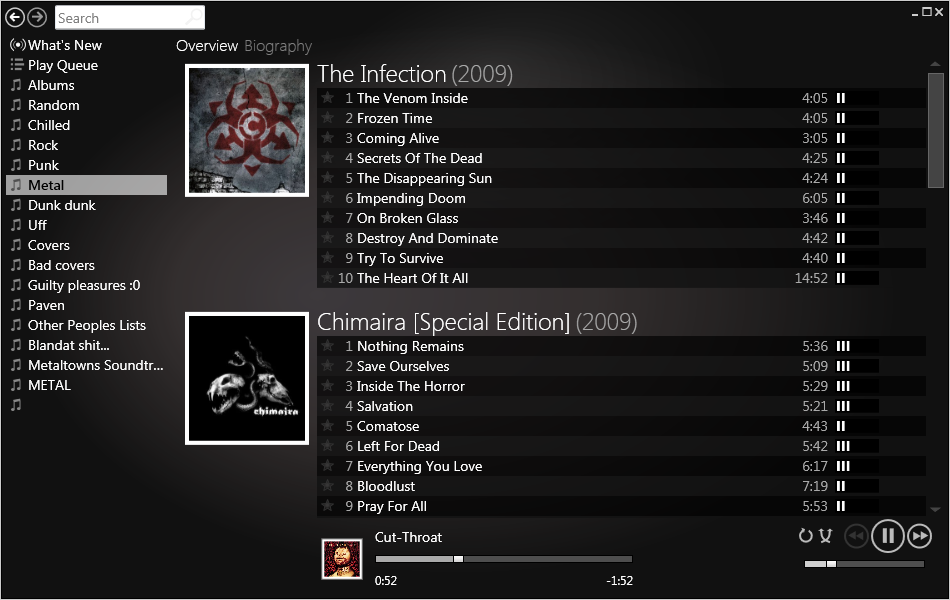 Search
What's New
Play Queue
Albums
Random
Chilled
Rock
Punk
Metal
Dunk dunk
Uff
Covers
Bad covers
Guilty pleasures :0
Paven
Other Peoples Lists
Blandat shit...
Metaltowns Soundtr...
METAL
Overview Biography
The Infection (2009)
1 The Venom Inside 4:05
2 Frozen Time 4:05
3 Coming Alive 3:05
4 Secrets Of The Dead 4:25
5 The Disappearing Sun 4:24
6 Impending Doom 6:05
7 On Broken Glass 3:46
8 Destroy And Dominate 4:42
9 Try To Survive 4:40
10 The Heart Of It All 14:52
Chimaira [Special Edition] (2009)
chimaira
1 Nothing Remains 5:36
2 Save Ourselves 5:09
3 Inside The Horror 5:29
4 Salvation 5:21
5 Comatose 4:43
6 Left For Dead 5:42
7 Everything You Love 6:17
8 Bloodlust 7:19
9 Pray For All 5:53
Cut-Throat
0:52 -1:52